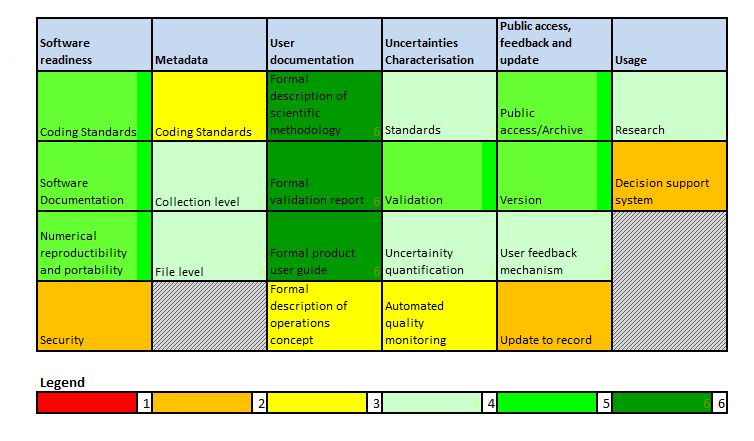 Software readiness
Metadata
User documentation
Uncertainties Characterisation
Public access, feedback and update
Usage
Coding Standards
Coding Standards
Formal description of scientific methodology
6
Standards
Public access/Archive
Research
Software Documentation
Collection level
Formal validation report
6
Validation
Version
Decision support system
Numerical reproductibility and portability
File level
Formal product user guide
6
Uncertainity quantification
User feedback mechanism
Security
Formal description of operations concept
Automated quality monitoring
Update to record
Legend
1
2
3
4
5
6
6